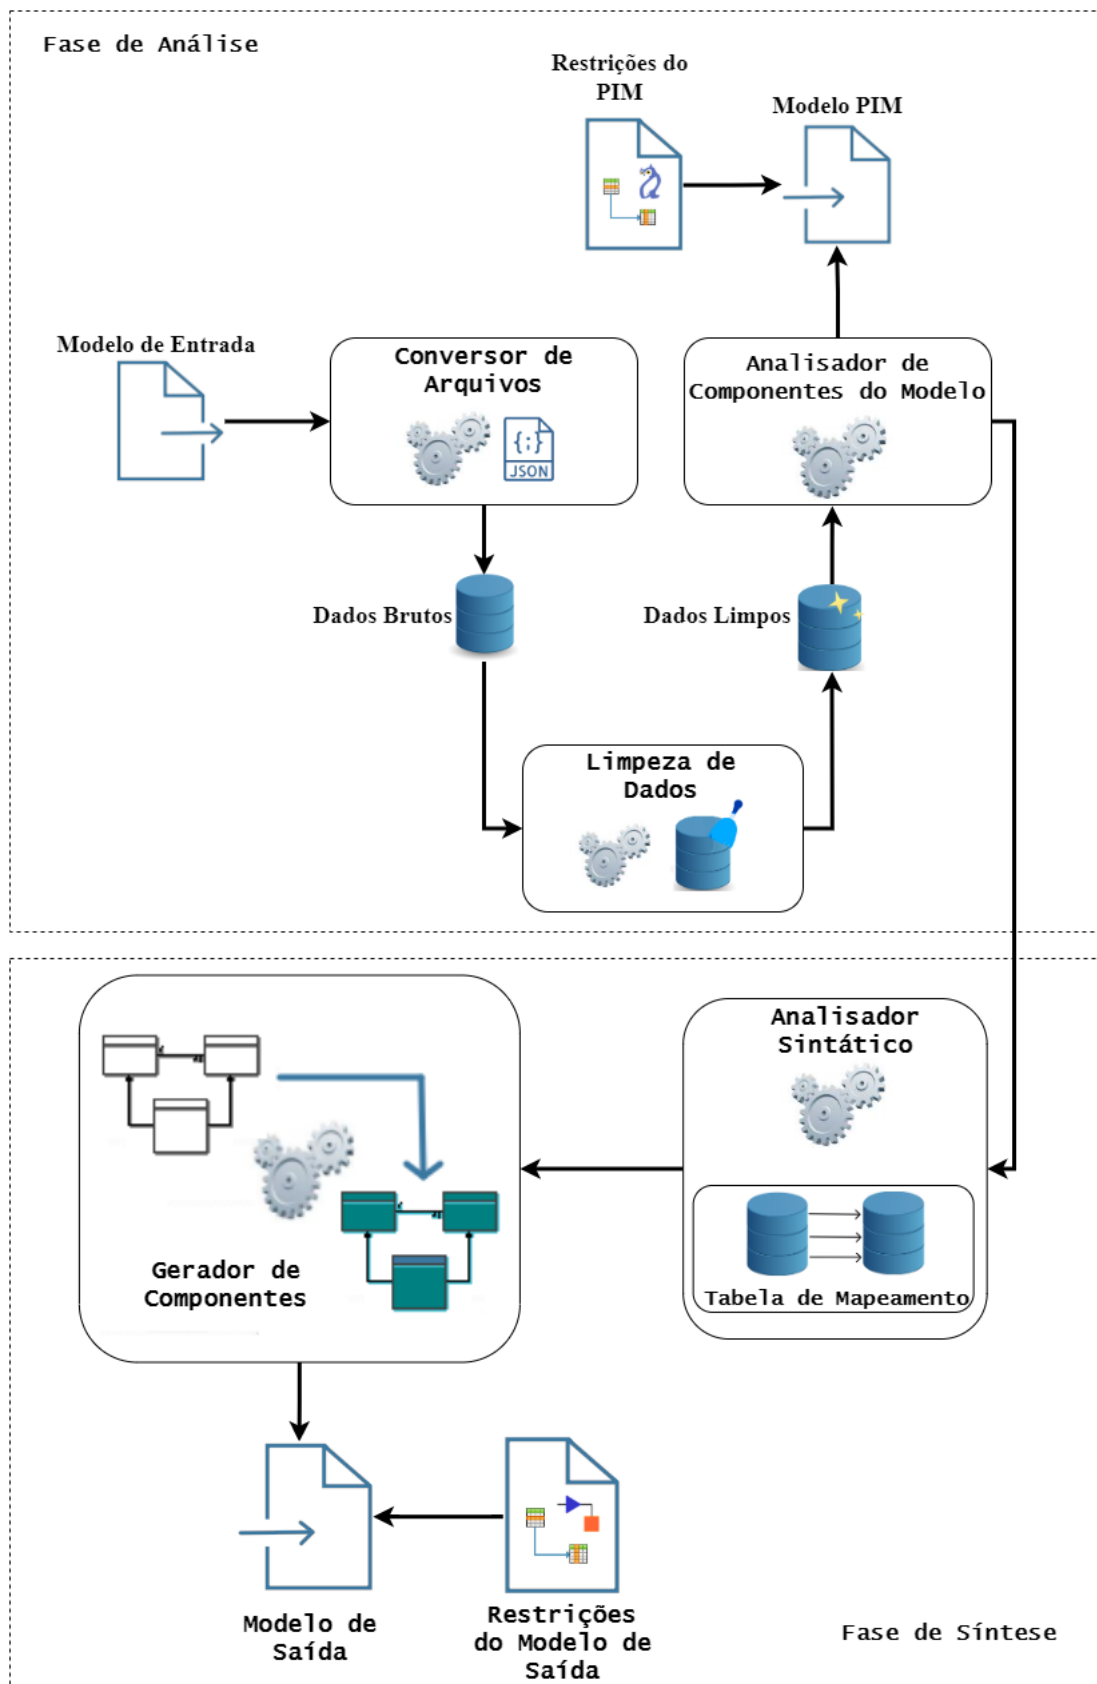 Fase de Análise
Restrições do
PIM
Modelo PIM
Modelo de Entrada
Conversor de
Arquivos
{;}
JSON
Analisador de
Componentes do Modelo
Dados Brutos
Dados Limpos
Limpeza de
Dados
Analisador
Sintático
Tabela de Mapeamento
Gerador de
Componentes
Modelo de
Saída
Restrições
do Modelo de
Saída
Fase de Síntese